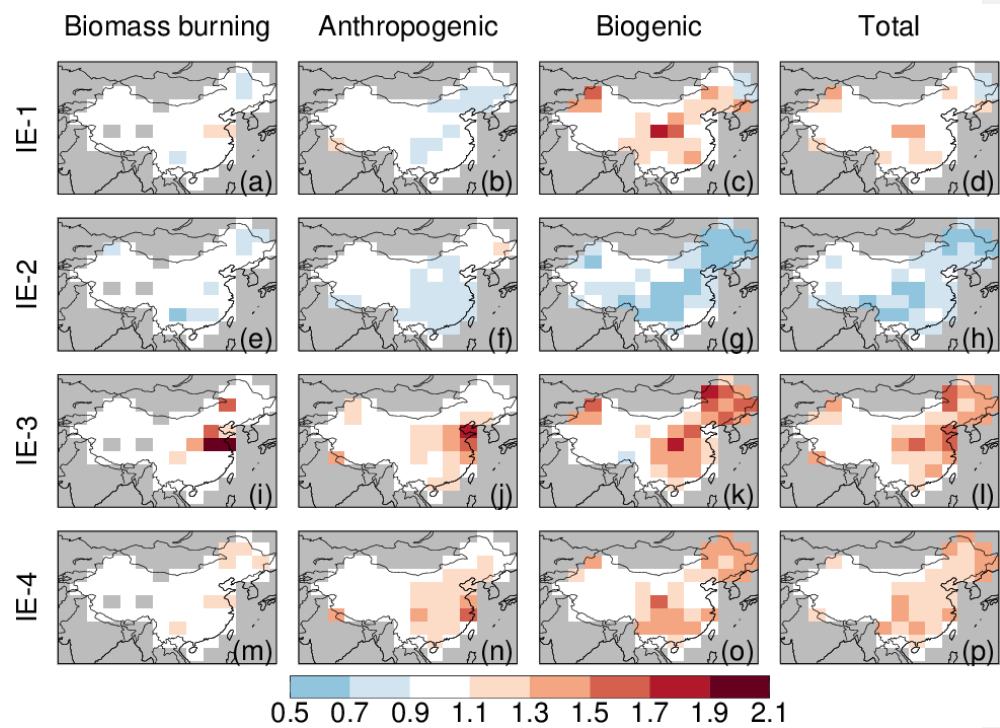 Biomass burning Anthropogenic Biogenic Total
IE-1
(a) (b) (c) (d)
IE-2
(e) (f) (g) (h)
IE-3
(i) (j) (k) (l)
IE-4
(m) (n) (o) (p)
0.5 0.7 0.9 1.1 1.3 1.5 1.7 1.9 2.1